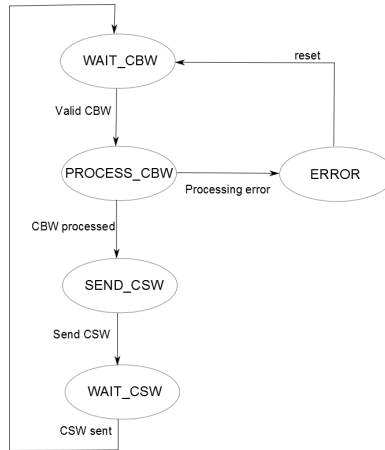 WAIT_CBW
reset
Valid CBW
PROCESS_CBW
ERROR
Processing error
CBW processed
SEND_CSW
Send CSW
WAIT_CSW
CSW sent